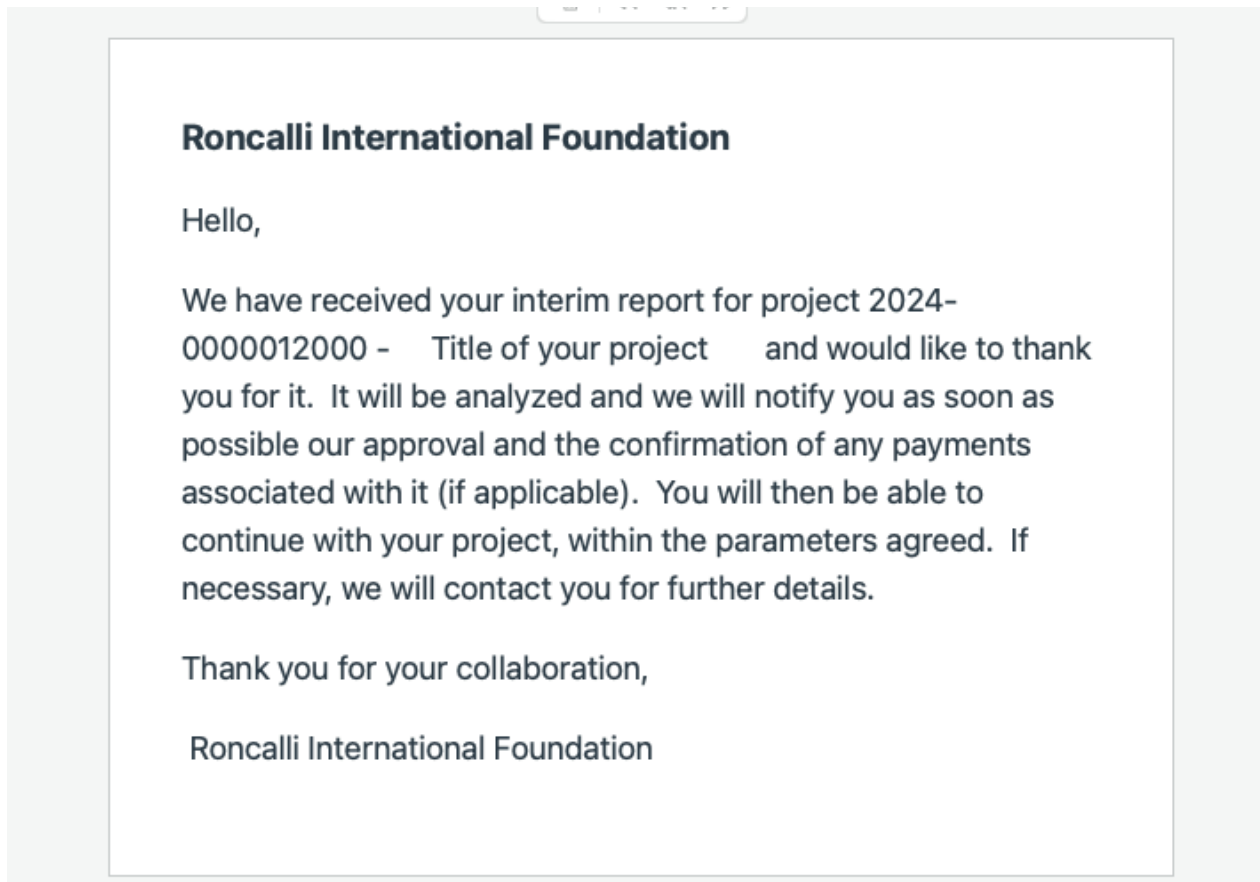 Roncalli International Foundation
Hello,
We have received your interim report for project 2024-
0000012000 -     Title of your project       and would like to thank
you for it.  It will be analyzed and we will notify you as soon as
possible our approval and the confirmation of any payments
associated with it (if applicable).  You will then be able to
continue with your project, within the parameters agreed.  If
necessary, we will contact you for further details.
Thank you for your collaboration,
Roncalli International Foundation